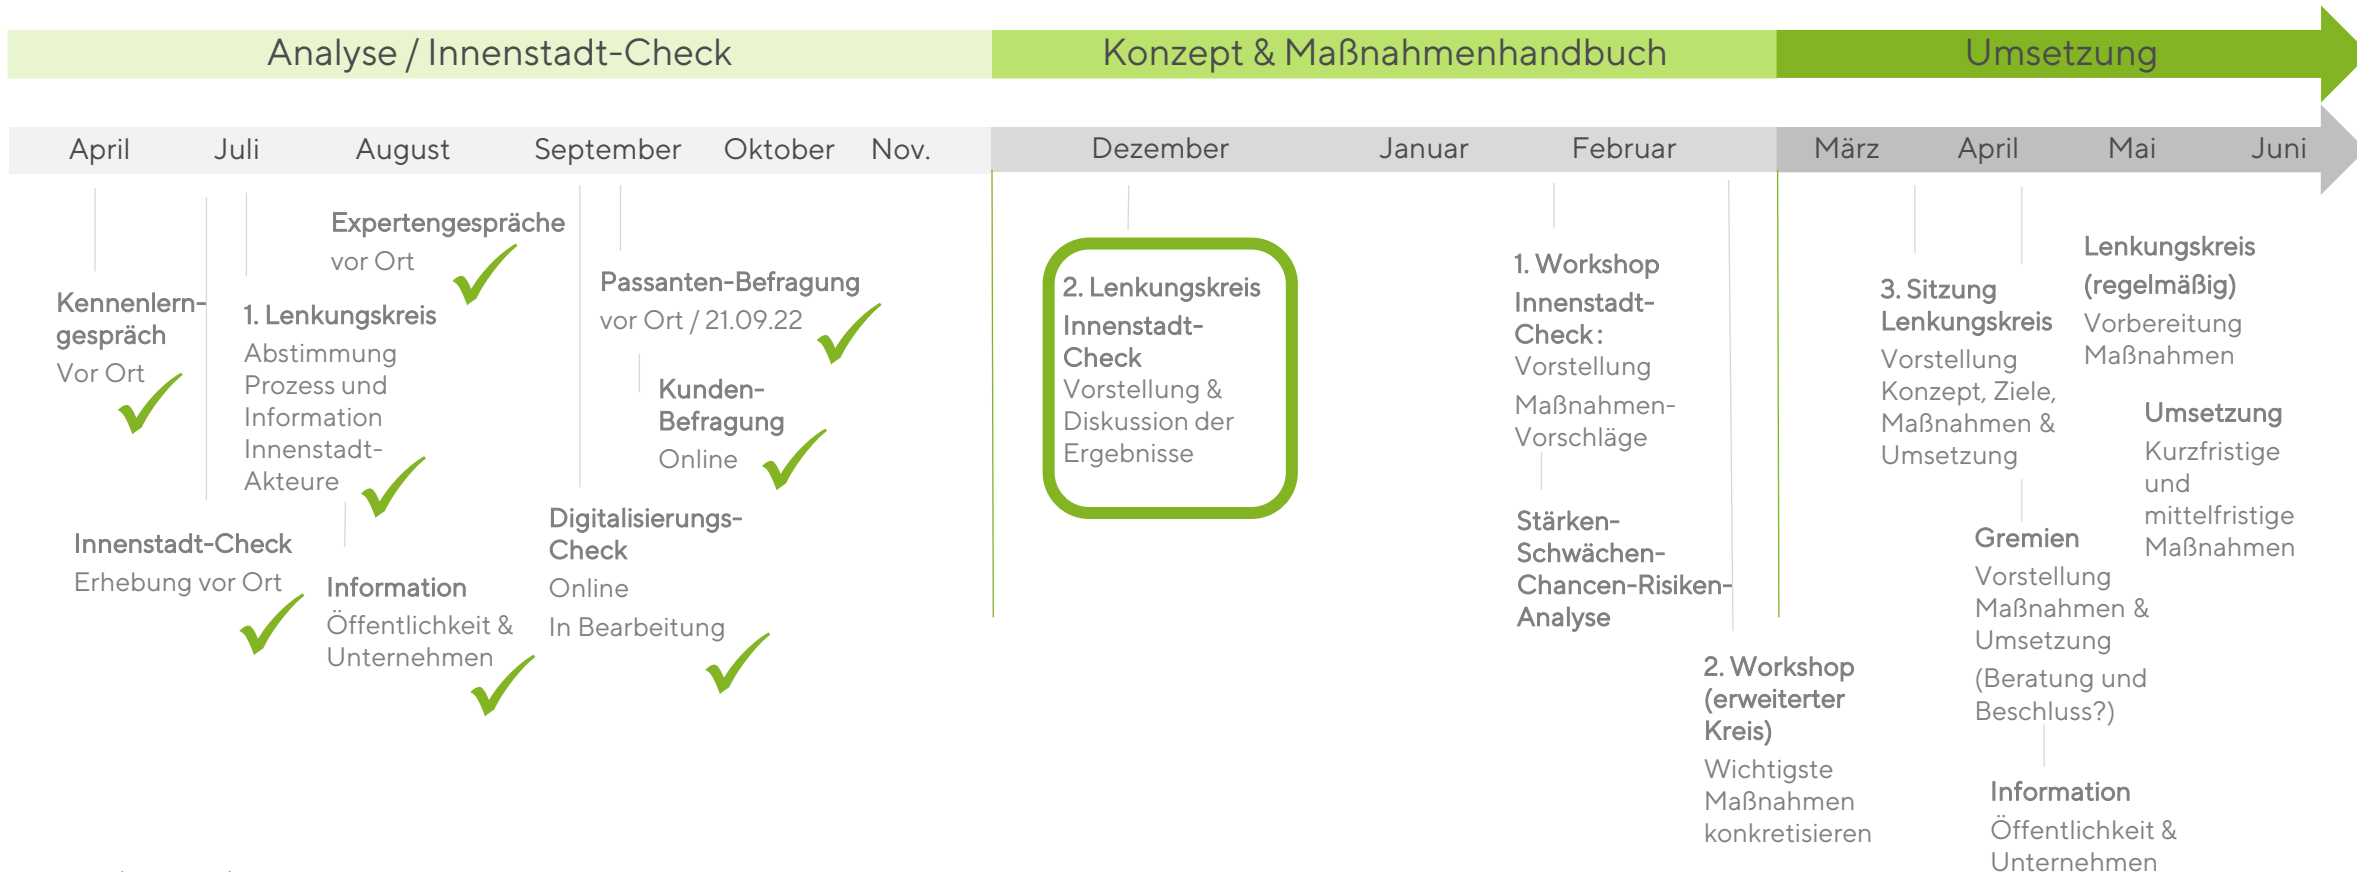 Analyse / Innenstadt-Check
Konzept & Maßnahmenhandbuch
Umsetzung
April
Juli
August
September
Oktober
Nov.
Dezember
Januar
Februar
März
April
Mai
Juni
Kennenlern-
gespräch
Vor Ort
Innenstadt-Check
Erhebung vor Ort
1. Lenkungskreis
Abstimmung
Prozess und
Information
Innenstadt-
Akteure
Expertengespräche
vor Ort
Information
Öffentlichkeit &
Unternehmen
Passanten-Befragung
vor Ort / 21.09.22
Kunden-
Befragung
Online
Digitalisierungs-
Check
Online
In Bearbeitung
2. Lenkungskreis
Innenstadt-
Check
Vorstellung &
Diskussion der
Ergebnisse
1. Workshop
Innenstadt-
Check:
Vorstellung
Maßnahmen-
Vorschläge
Stärken-
Schwächen-
Chancen-Risiken-
Analyse
2. Workshop
(erweiterter
Kreis)
Wichtigste
Maßnahmen
konkretisieren
3. Sitzung
Lenkungskreis
Vorstellung
Konzept, Ziele,
Maßnahmen &
Umsetzung
Gremien
Vorstellung
Maßnahmen &
Umsetzung
(Beratung und
Beschluss?)
Information
Öffentlichkeit &
Unternehmen
Lenkungskreis
(regelmäßig)
Vorbereitung
Maßnahmen
Umsetzung
Kurzfristige
und
mittelfristige
Maßnahmen